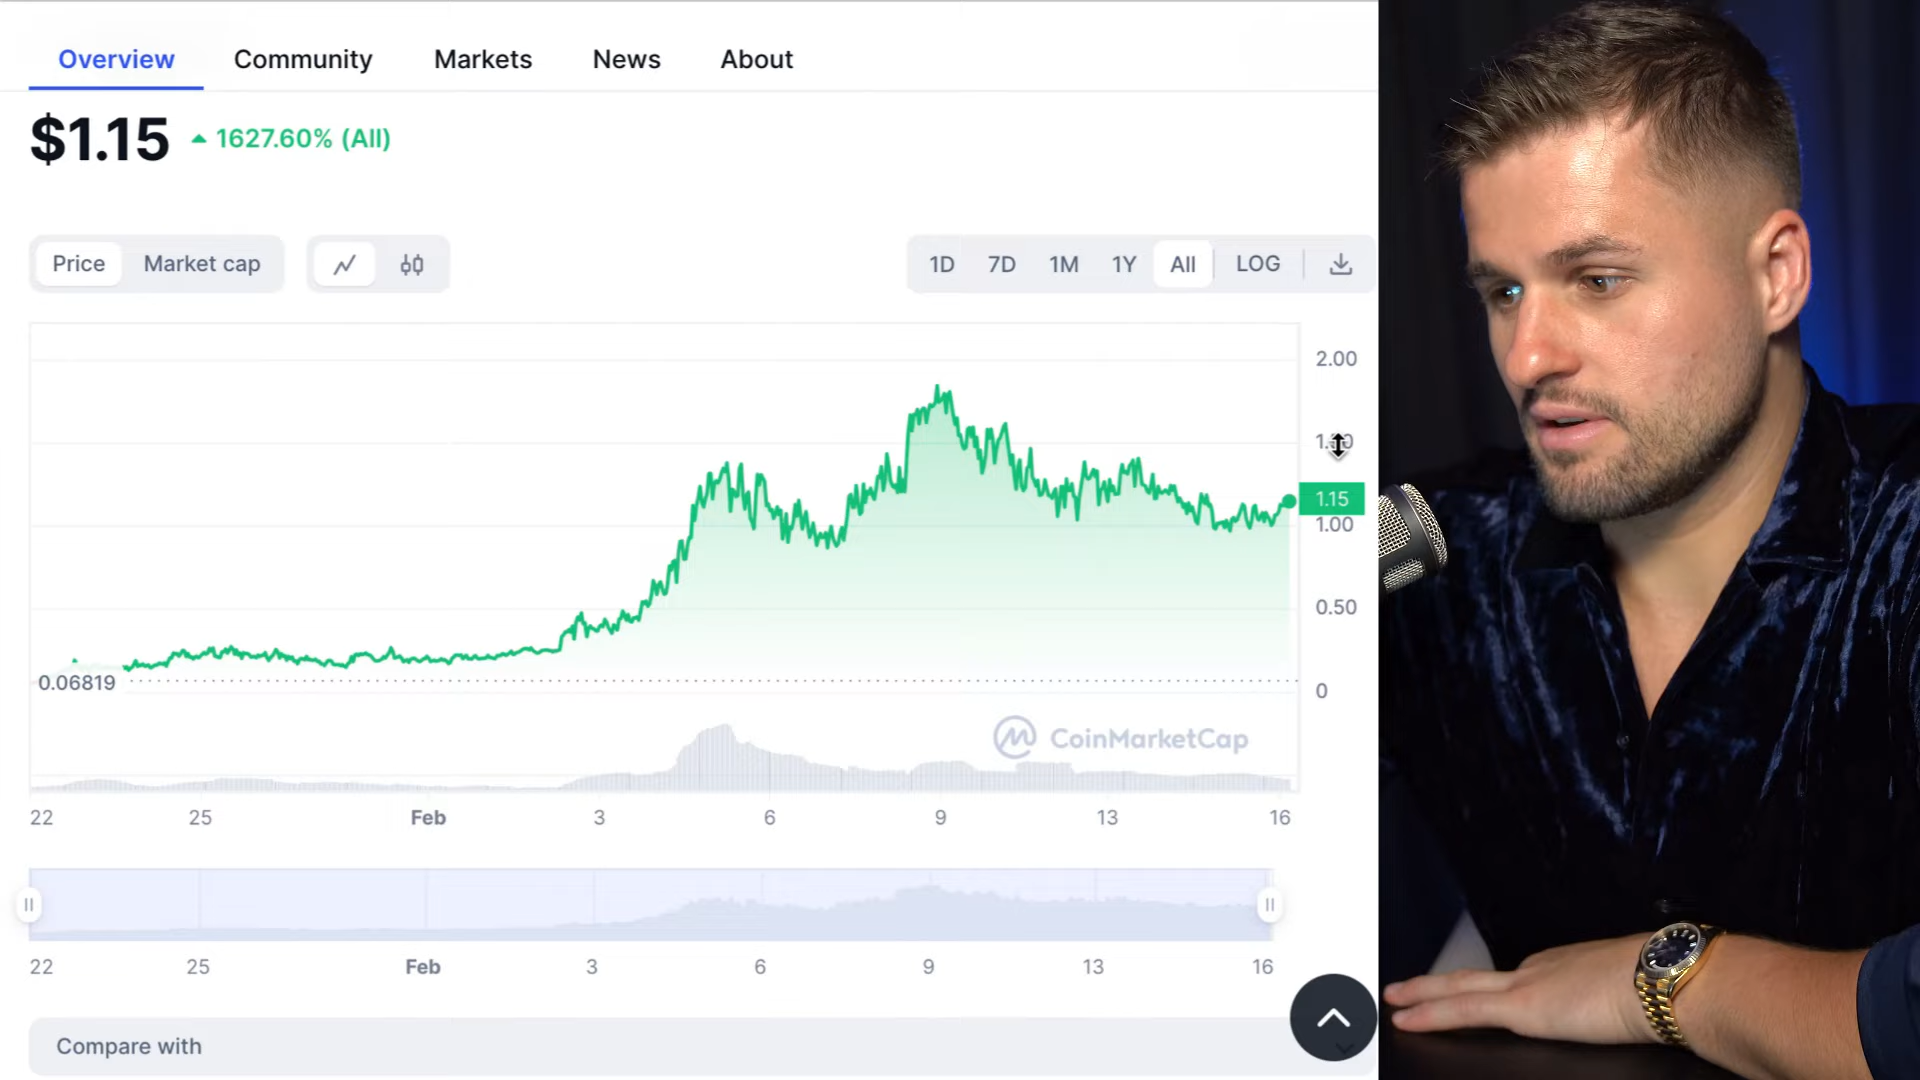 Overview Community Markets News About
$1.15 1627.60% (All)
Price Market cap 1D 7D 1M 1Y All LOG
2.00
1.15
1.00
0.50
0.06819
0
CoinMarketCap
22 25 Feb 3 6 9 13 16
22 25 Feb 3 6 9 13 16
Compare with